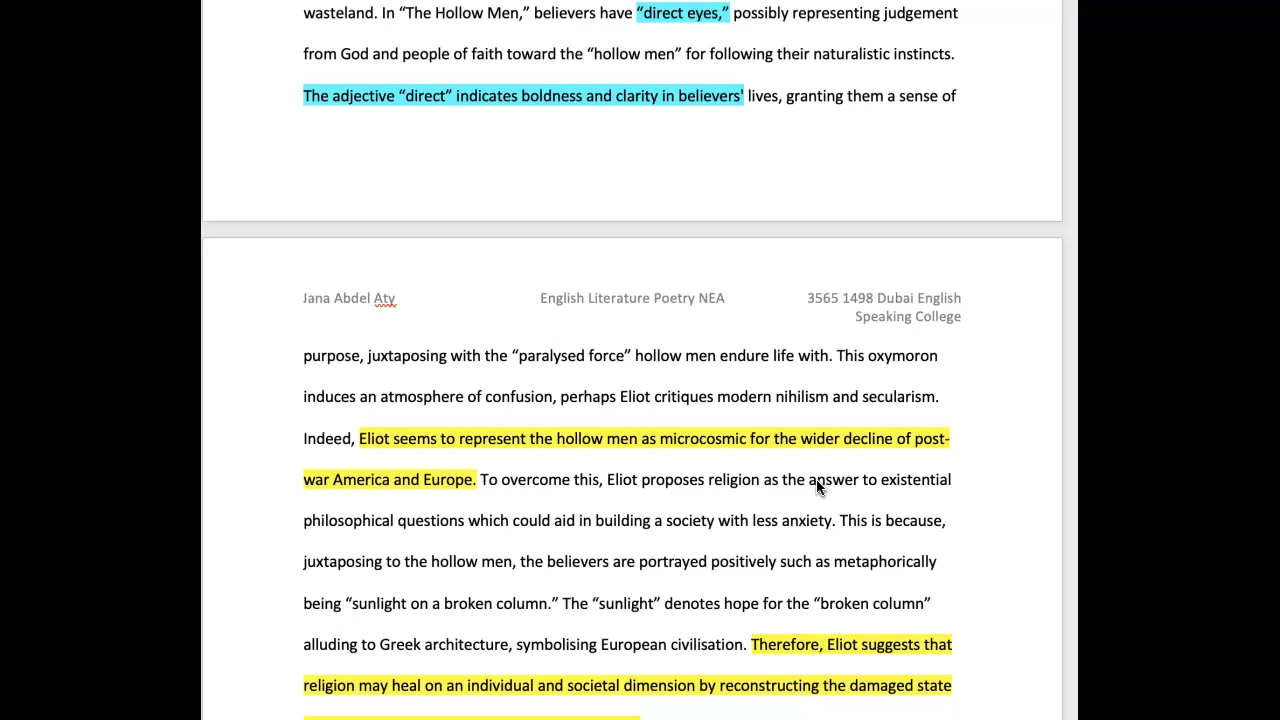 wasteland. In “The Hollow Men,” believers have “direct eyes,” possibly representing judgement
from God and people of faith toward the “hollow men” for following their naturalistic instincts.
The adjective “direct” indicates boldness and clarity in believers' lives, granting them a sense of
Jana Abdel Aty
English Literature Poetry NEA
3565 1498 Dubai English
Speaking College
purpose, juxtaposing with the “paralysed force” hollow men endure life with. This oxymoron
induces an atmosphere of confusion, perhaps Eliot critiques modern nihilism and secularism.
Indeed, Eliot seems to represent the hollow men as microcosmic for the wider decline of post-
war America and Europe. To overcome this, Eliot proposes religion as the answer to existential
philosophical questions which could aid in building a society with less anxiety. This is because,
juxtaposing to the hollow men, the believers are portrayed positively such as metaphorically
being “sunlight on a broken column.” The “sunlight” denotes hope for the “broken column”
alluding to Greek architecture, symbolising European civilisation. Therefore, Eliot suggests that
religion may heal on an individual and societal dimension by reconstructing the damaged state